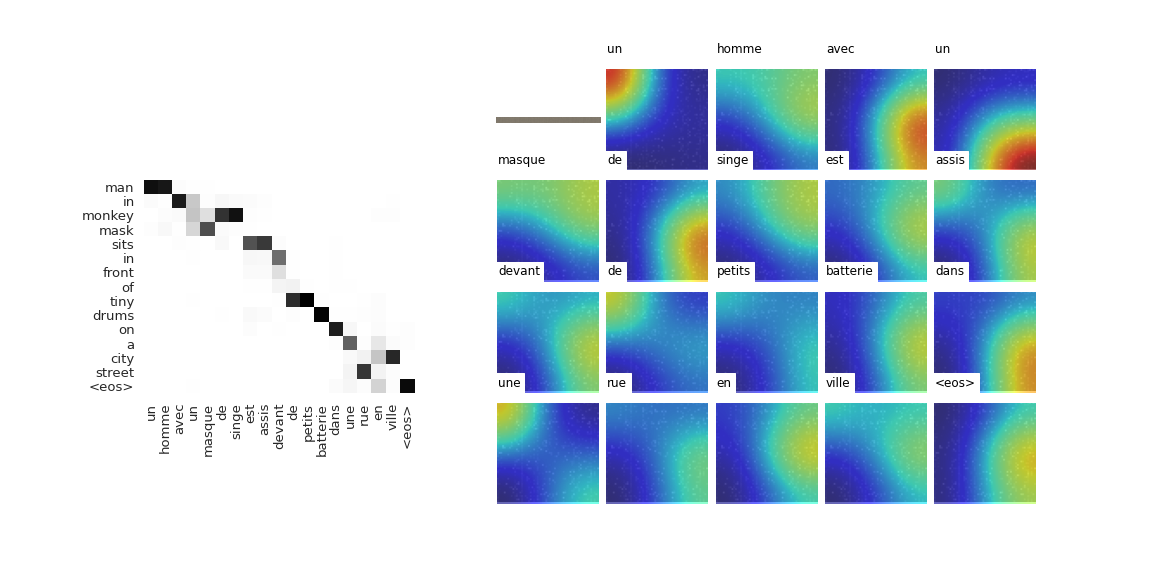 man
in
monkey
mask
sits
in
front
of
tiny
drums
on
a
city
street
<eos>
un
homme
avec
un
masque
de
singe
est
assis
devant
de
petits
batterie
dans
une
rue
en
ville
<eos>
un homme avec un
masque de singe est assis
devant de petits batterie dans
une rue en ville <eos>